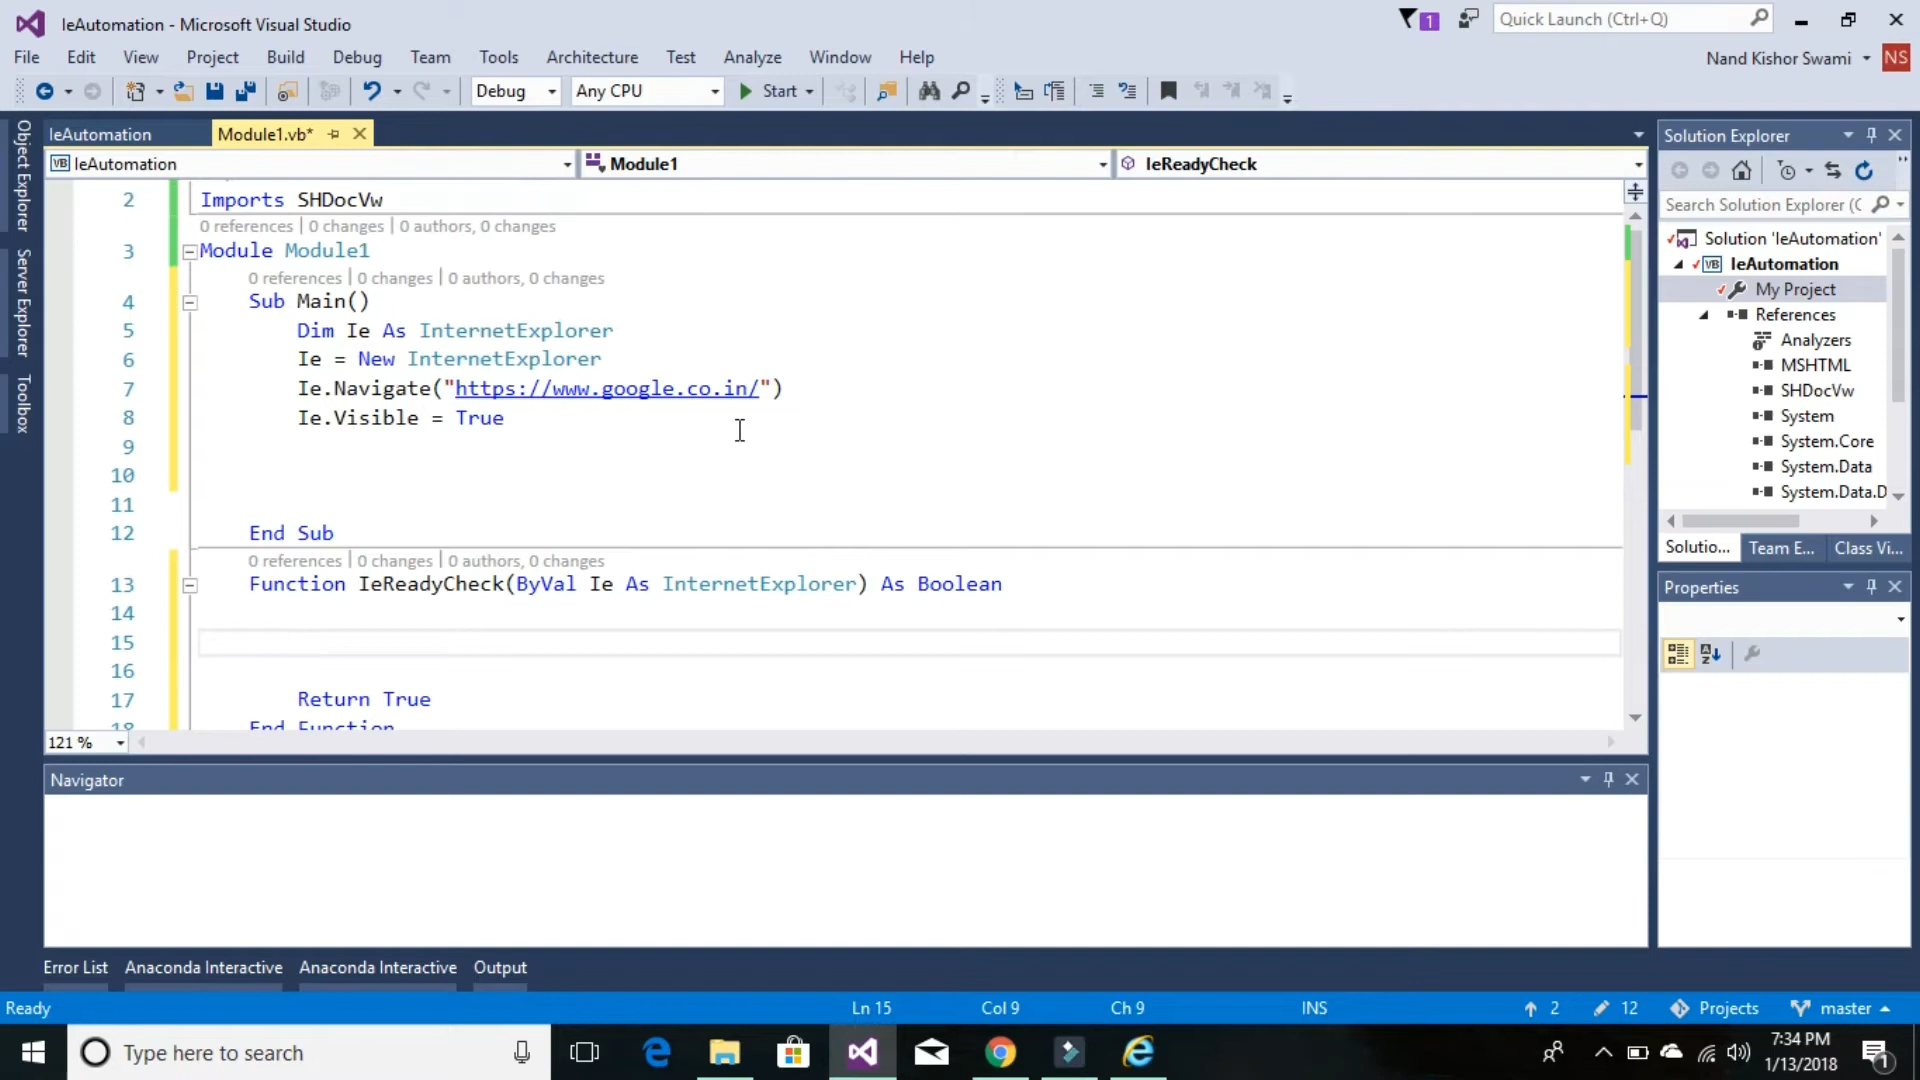 IeAutomation - Microsoft Visual Studio
1
Quick Launch (Ctrl+Q)
File Edit View Project Build Debug Team Tools Architecture Test Analyze Window Help
Nand Kishor Swami
NS
Debug
Any CPU
Start
Object Explorer
Server Explorer
Toolbox
IeAutomation
Module1.vb*
VB IeAutomation
Module1
IeReadyCheck
2 Imports SHDocVw
0 references | 0 changes | 0 authors, 0 changes
3 Module Module1
0 references | 0 changes | 0 authors, 0 changes
4 Sub Main()
5 Dim Ie As InternetExplorer
6 Ie = New InternetExplorer
7 Ie.Navigate("https://www.google.co.in/")
8 Ie.Visible = True
9
10
11
12 End Sub
0 references | 0 changes | 0 authors, 0 changes
13 Function IeReadyCheck(ByVal Ie As InternetExplorer) As Boolean
14
15
16
17 Return True
18 End Function
121 %
Navigator
Error List Anaconda Interactive Anaconda Interactive Output
Solution Explorer
Search Solution Explorer (C
Solution 'IeAutomation'
VB IeAutomation
My Project
References
Analyzers
MSHTML
SHDocVw
System
System.Core
System.Data
System.Data.D
Solutio... Team E... Class Vi...
Properties
Ready
Ln 15
Col 9
Ch 9
INS
2
12
Projects
master
Type here to search
7:34 PM
1/13/2018
1